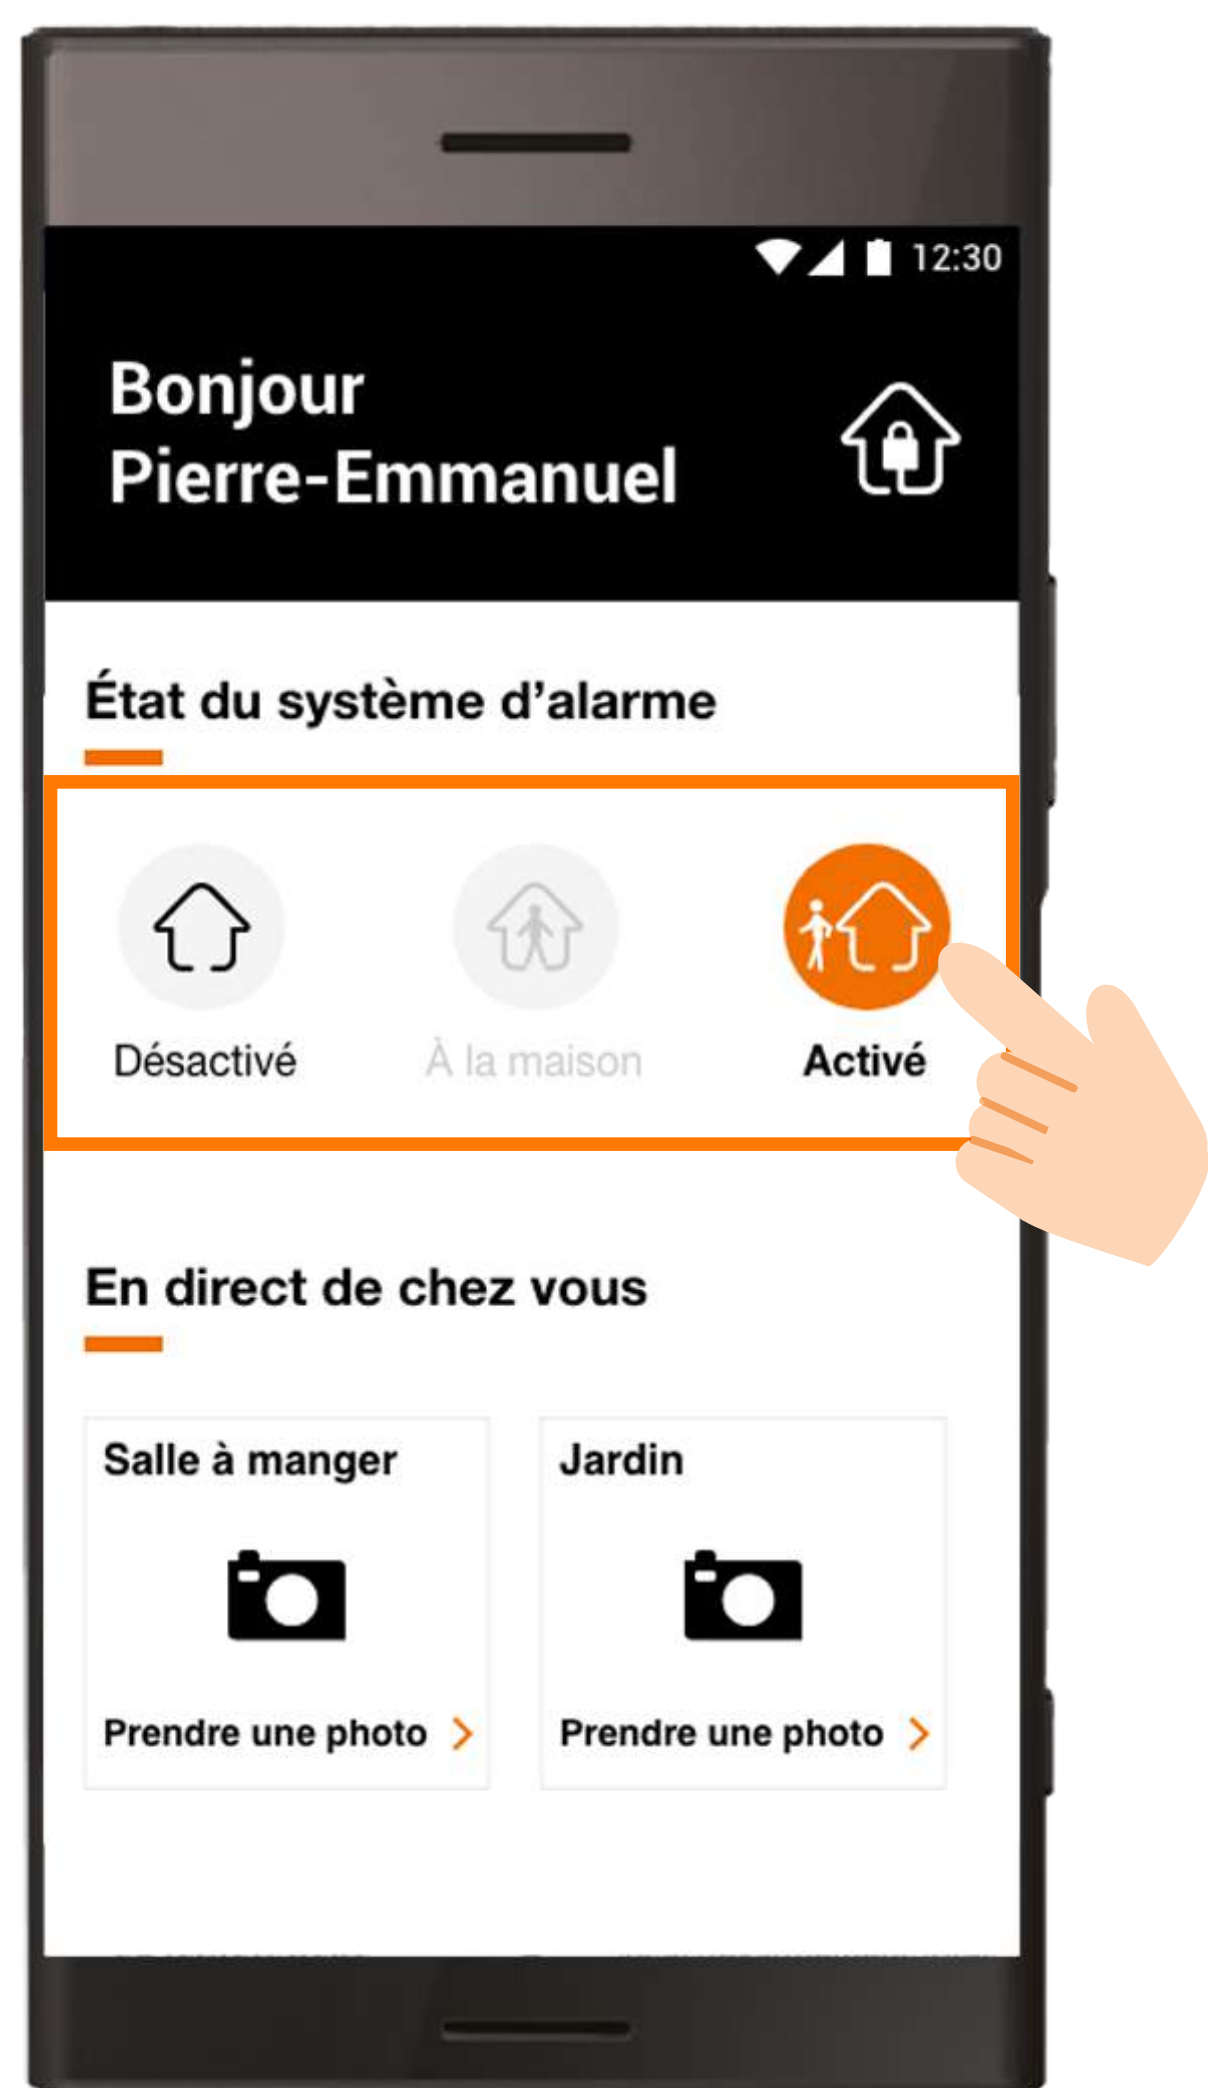 12:30
Bonjour
Pierre-Emmanuel
État du système d’alarme
Désactivé À la maison Activé
En direct de chez vous
Salle à manger Jardin
Prendre une photo Prendre une photo